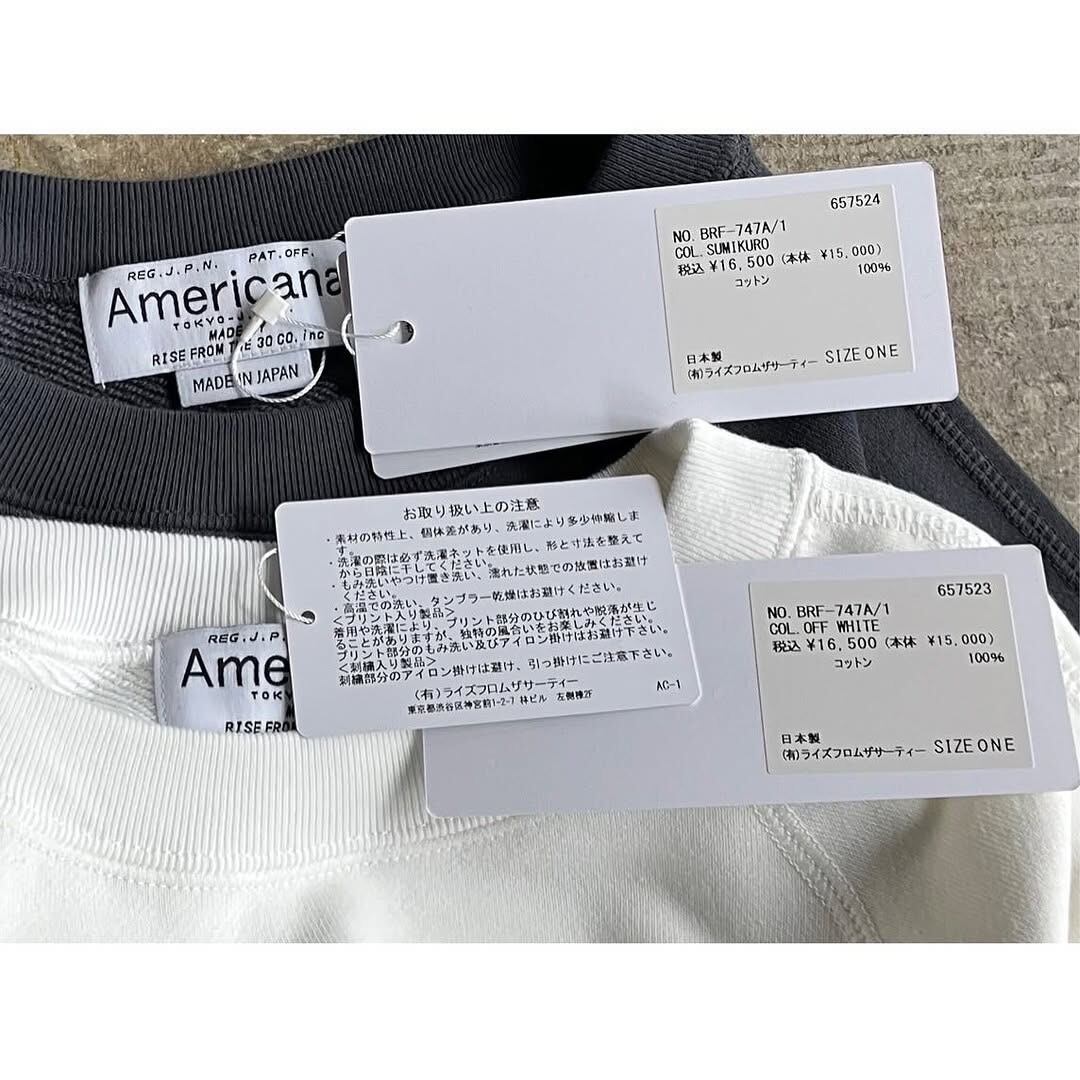 REG.J.P.N. PAT.OFF.
Americana
TOKYO-J
MADE
RISE FROM THE 30 CO.inc
MADE IN JAPAN
657524
NO.BRF-747A/1
COL.SUMIKURO
税込 ¥16,500 (本体 ¥15,000)
コットン 100%
日本製
(有)ライズフロムザサーティー SIZE ONE
お取り扱い上の注意
・素材の特性上、個体差があり、洗濯により多少伸縮しま
す。
・洗濯の際は必ず洗濯ネットを使用し、形と寸法を整えて
から日陰に干してください。
・もみ洗いやつけ置き洗い、濡れた状態での放置はお避け
ください。
・高温での洗い、タンブラー乾燥はお避けください。
<プリント入り製品>
着用や洗濯により、プリント部分のひび割れや脱落が生じ
ることがありますが、独特の風合いをお楽しみください。
プリント部分のもみ洗い及びアイロン掛けはお避け下さい。
<刺繍入り製品>
刺繍部分のアイロン掛けは避け、引っ掛けにご注意下さい。
(有)ライズフロムザサーティー AC-1
東京都渋谷区神宮前1-2-7 林ビル 左側棟2F
REG.J.P
Ame
TOK
RISE FROM
657523
NO.BRF-747A/1
COL.OFF WHITE
税込 ¥16,500 (本体 ¥15,000)
コットン 100%
日本製
(有)ライズフロムザサーティー SIZE ONE